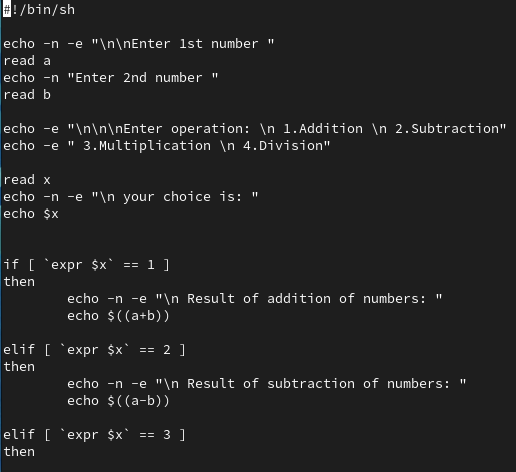 #!/bin/sh
echo -n -e "\n\nEnter 1st number "
read a
echo -n "Enter 2nd number "
read b
echo -e "\n\n\nEnter operation: \n 1.Addition \n 2.Subtraction"
echo -e " 3.Multiplication \n 4.Division"
read x
echo -n -e "\n your choice is: "
echo $x
if [ `expr $x` == 1 ]
then
        echo -n -e "\n Result of addition of numbers: "
        echo $((a+b))
elif [ `expr $x` == 2 ]
then
        echo -n -e "\n Result of subtraction of numbers: "
        echo $((a-b))
elif [ `expr $x` == 3 ]
then